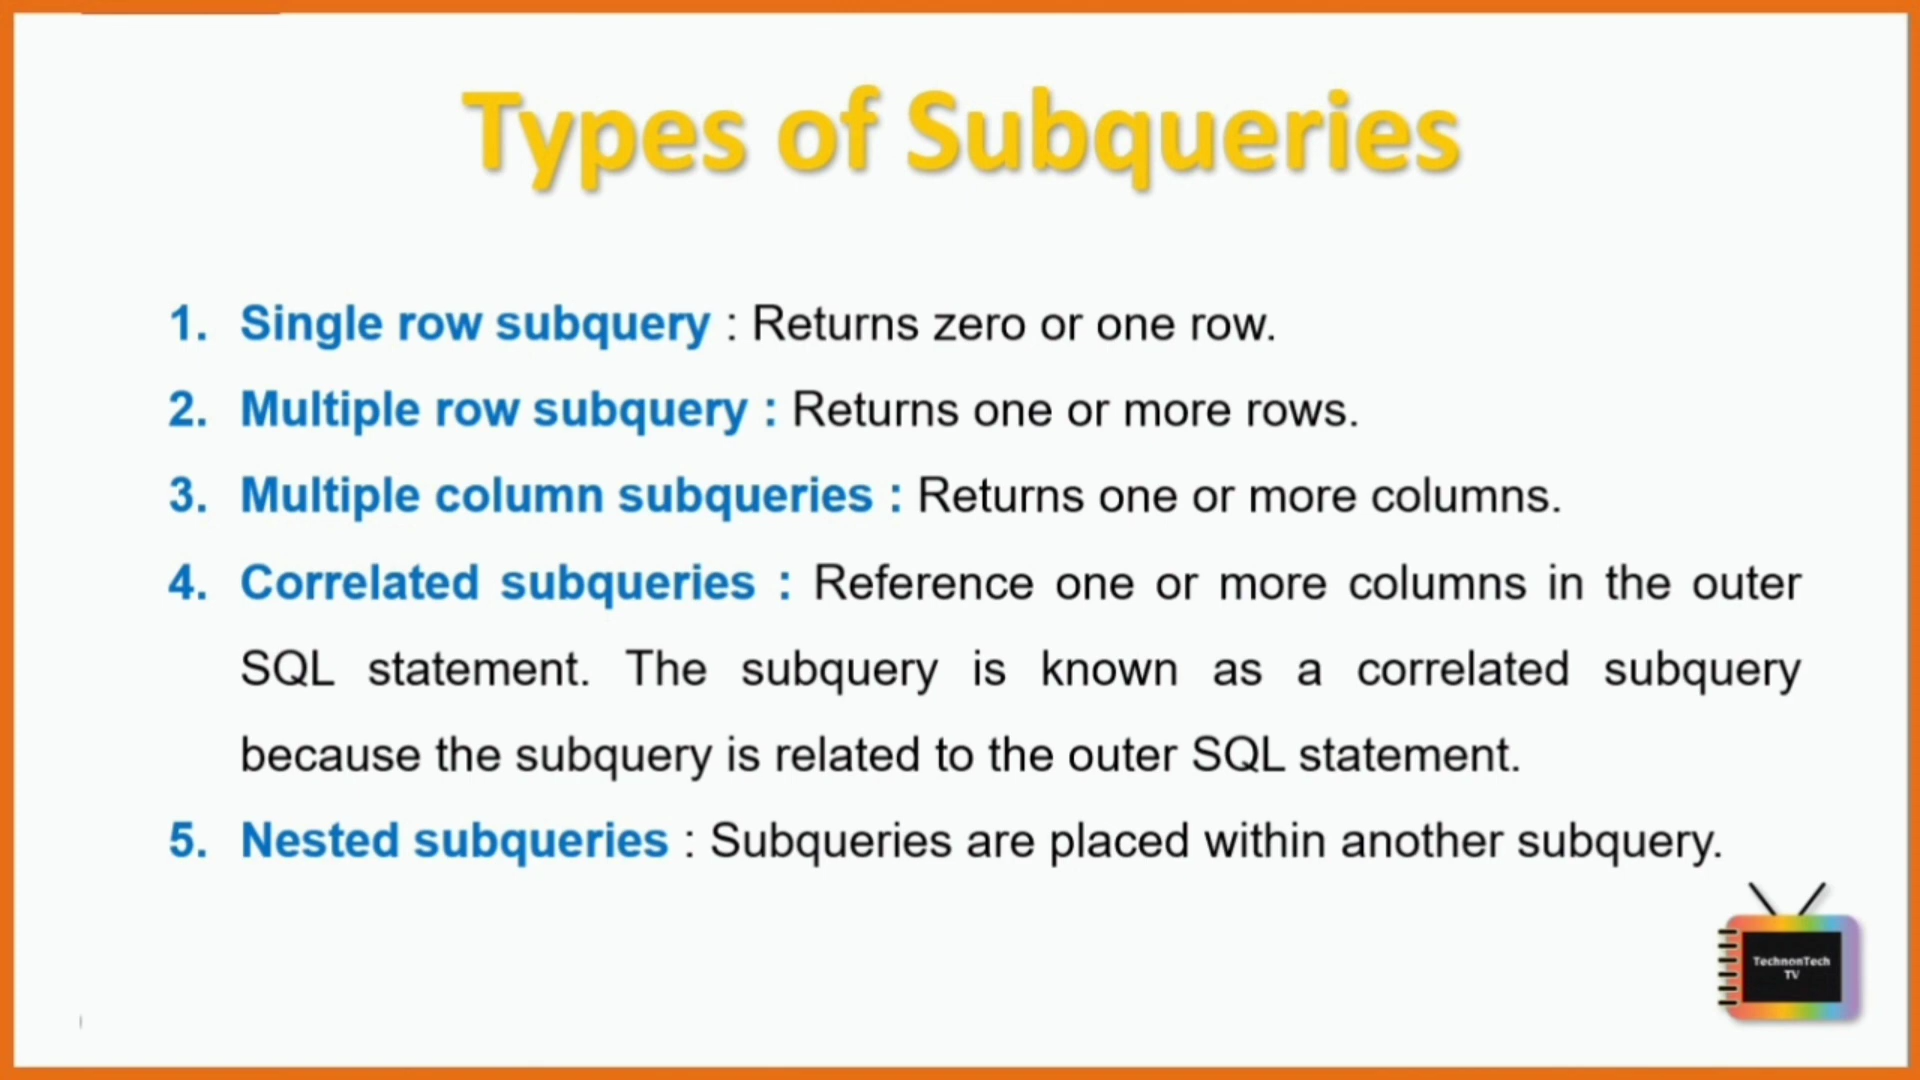 Types of Subqueries
1. Single row subquery : Returns zero or one row.
2. Multiple row subquery : Returns one or more rows.
3. Multiple column subqueries : Returns one or more columns.
4. Correlated subqueries : Reference one or more columns in the outer
SQL statement. The subquery is known as a correlated subquery
because the subquery is related to the outer SQL statement.
5. Nested subqueries : Subqueries are placed within another subquery.
TechnonTech
TV